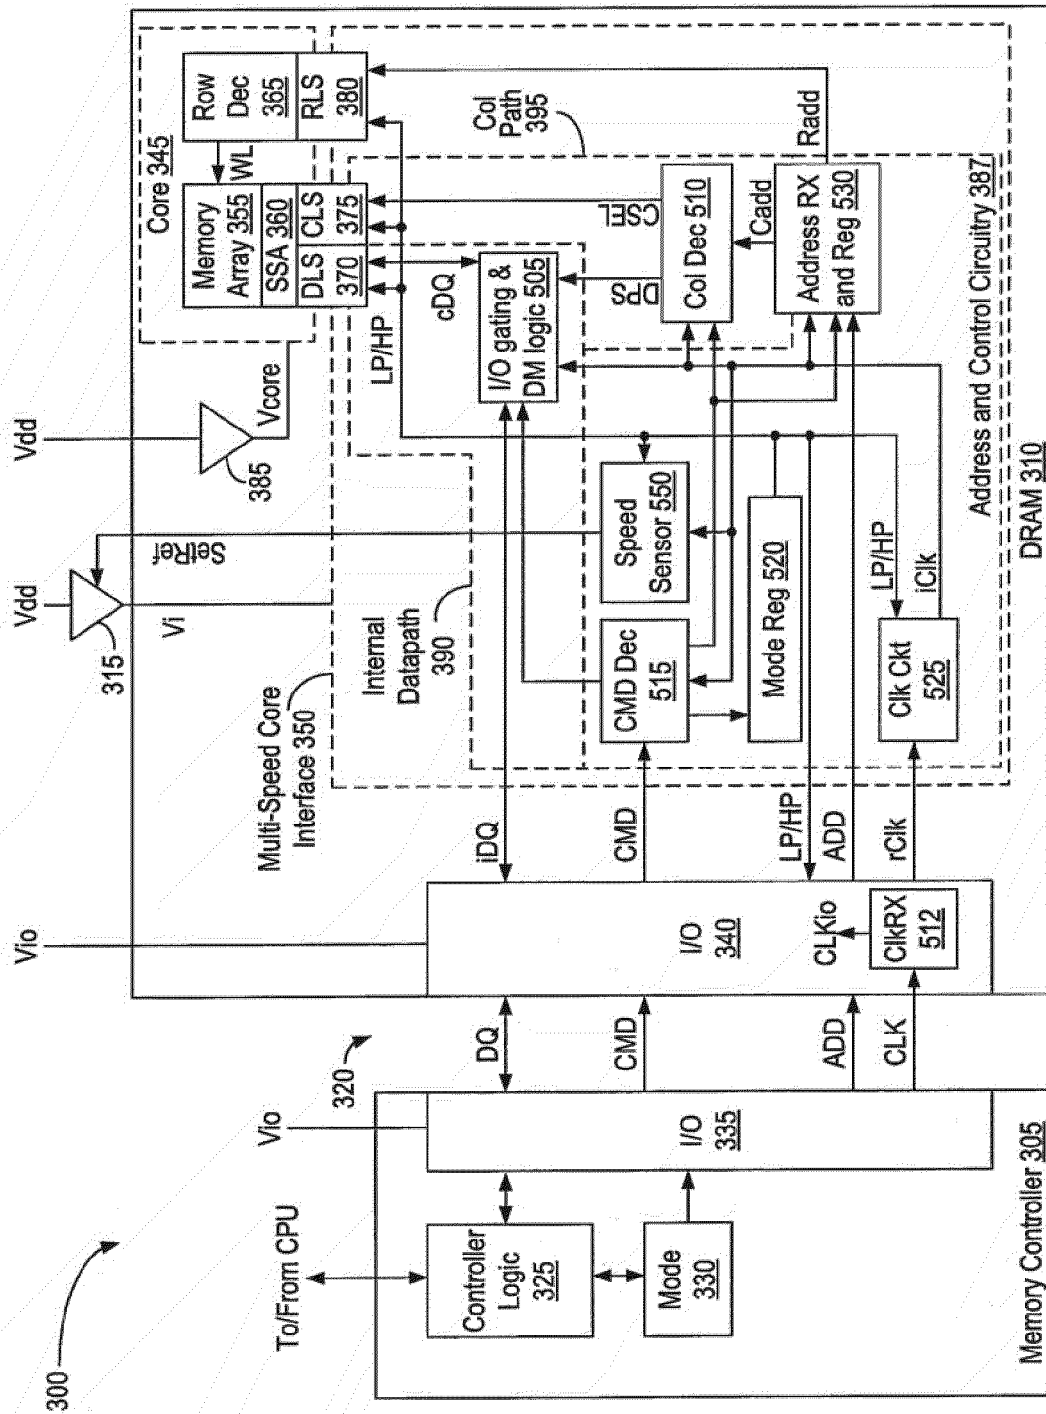 300
To/From CPU
Controller
Logic
325
Mode
330
Vio
I/O
335
Memory Controller 305
320
DQ
CMD
ADD
CLK
Vio
I/O
340
CLKio
ClkRX
512
iDQ
CMD
LP/HP
ADD
rClk
Multi-Speed Core
Interface 350
Vdd
315
Vi
SetRef
Vdd
385
Vcore
Internal
Datapath
390
CMD Dec
515
Speed
Sensor 550
Mode Reg 520
Clk Ckt
525
LP/HP
iClk
LP/HP
cDQ
I/O gating &
DM logic 505
DPS
CSEL
Col Dec 510
Cadd
Address RX
and Reg 530
Radd
Col
Path
395
Core 345
Memory
Array 355
SSA 360
DLS
370
CLS
375
WL
Row
Dec
365
RLS
380
Address and Control Circuitry 387
DRAM 310